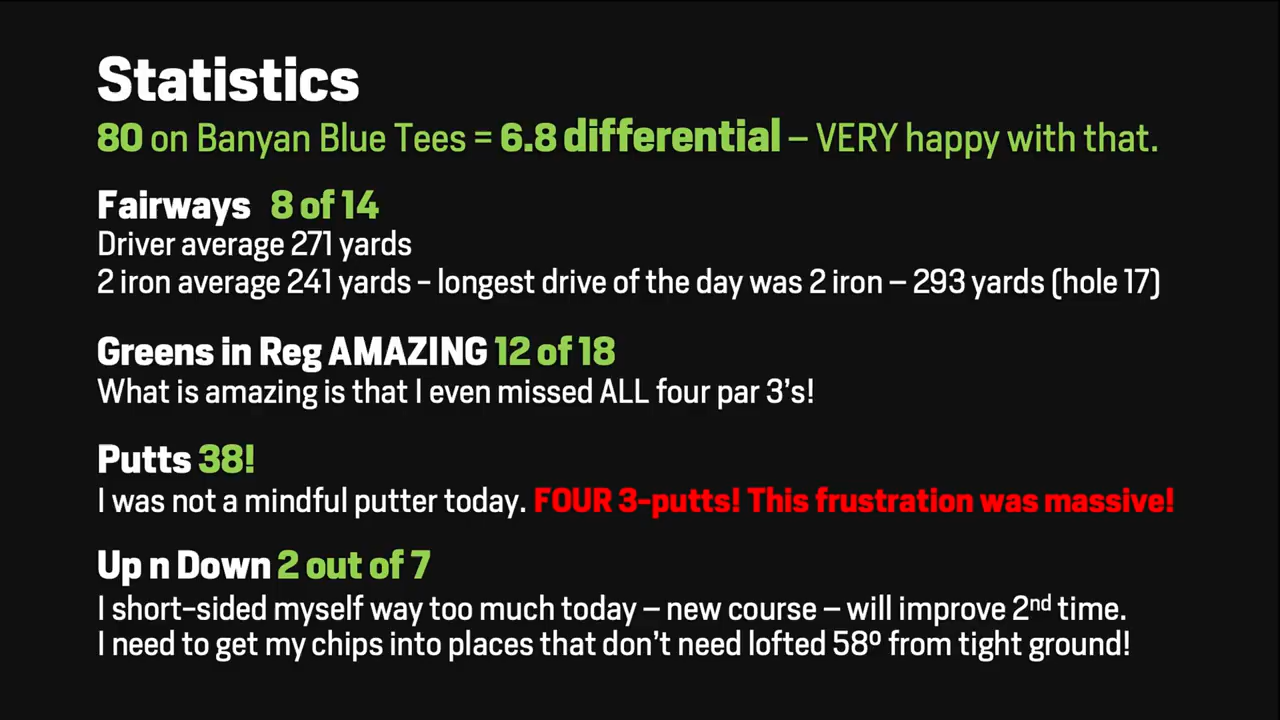 Statistics
80 on Banyan Blue Tees = 6.8 differential – VERY happy with that.
Fairways 8 of 14
Driver average 271 yards
2 iron average 241 yards - longest drive of the day was 2 iron – 293 yards (hole 17)
Greens in Reg AMAZING 12 of 18
What is amazing is that I even missed ALL four par 3’s!
Putts 38!
I was not a mindful putter today. FOUR 3-putts! This frustration was massive!
Up n Down 2 out of 7
I short-sided myself way too much today – new course – will improve 2nd time.
I need to get my chips into places that don’t need lofted 58º from tight ground!